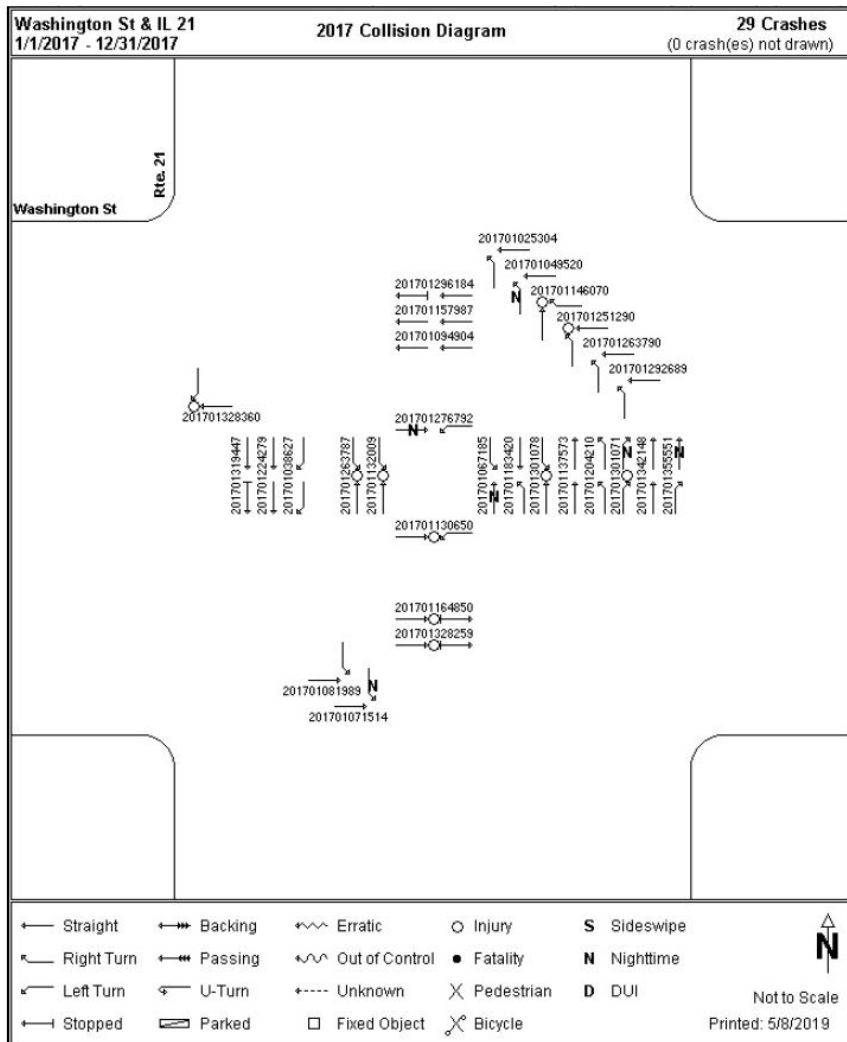 Washington St & IL 21
1/1/2017 - 12/31/2017
2017 Collision Diagram
29 Crashes
(0 crash(es) not drawn)
Rte. 21
Washington St
201701025304
201701049520
201701296184
201701146070
201701157987
201701251290
201701094904
201701263790
201701292689
201701328360
201701276792
201701319447
201701224279
201701038627
201701263787
201701132009
201701067185
201701183420
201701301078
201701137573
201701204210
201701301071
201701342148
201701355551
201701130650
201701164850
201701328259
201701081989
201701071514
N
N
N
N
N
N
Straight
Backing
Erratic
Injury
S Sideswipe
Right Turn
Passing
Out of Control
Fatality
N Nighttime
Left Turn
U-Turn
Unknown
Pedestrian
D DUI
Stopped
Parked
Fixed Object
Bicycle
N
Not to Scale
Printed: 5/8/2019